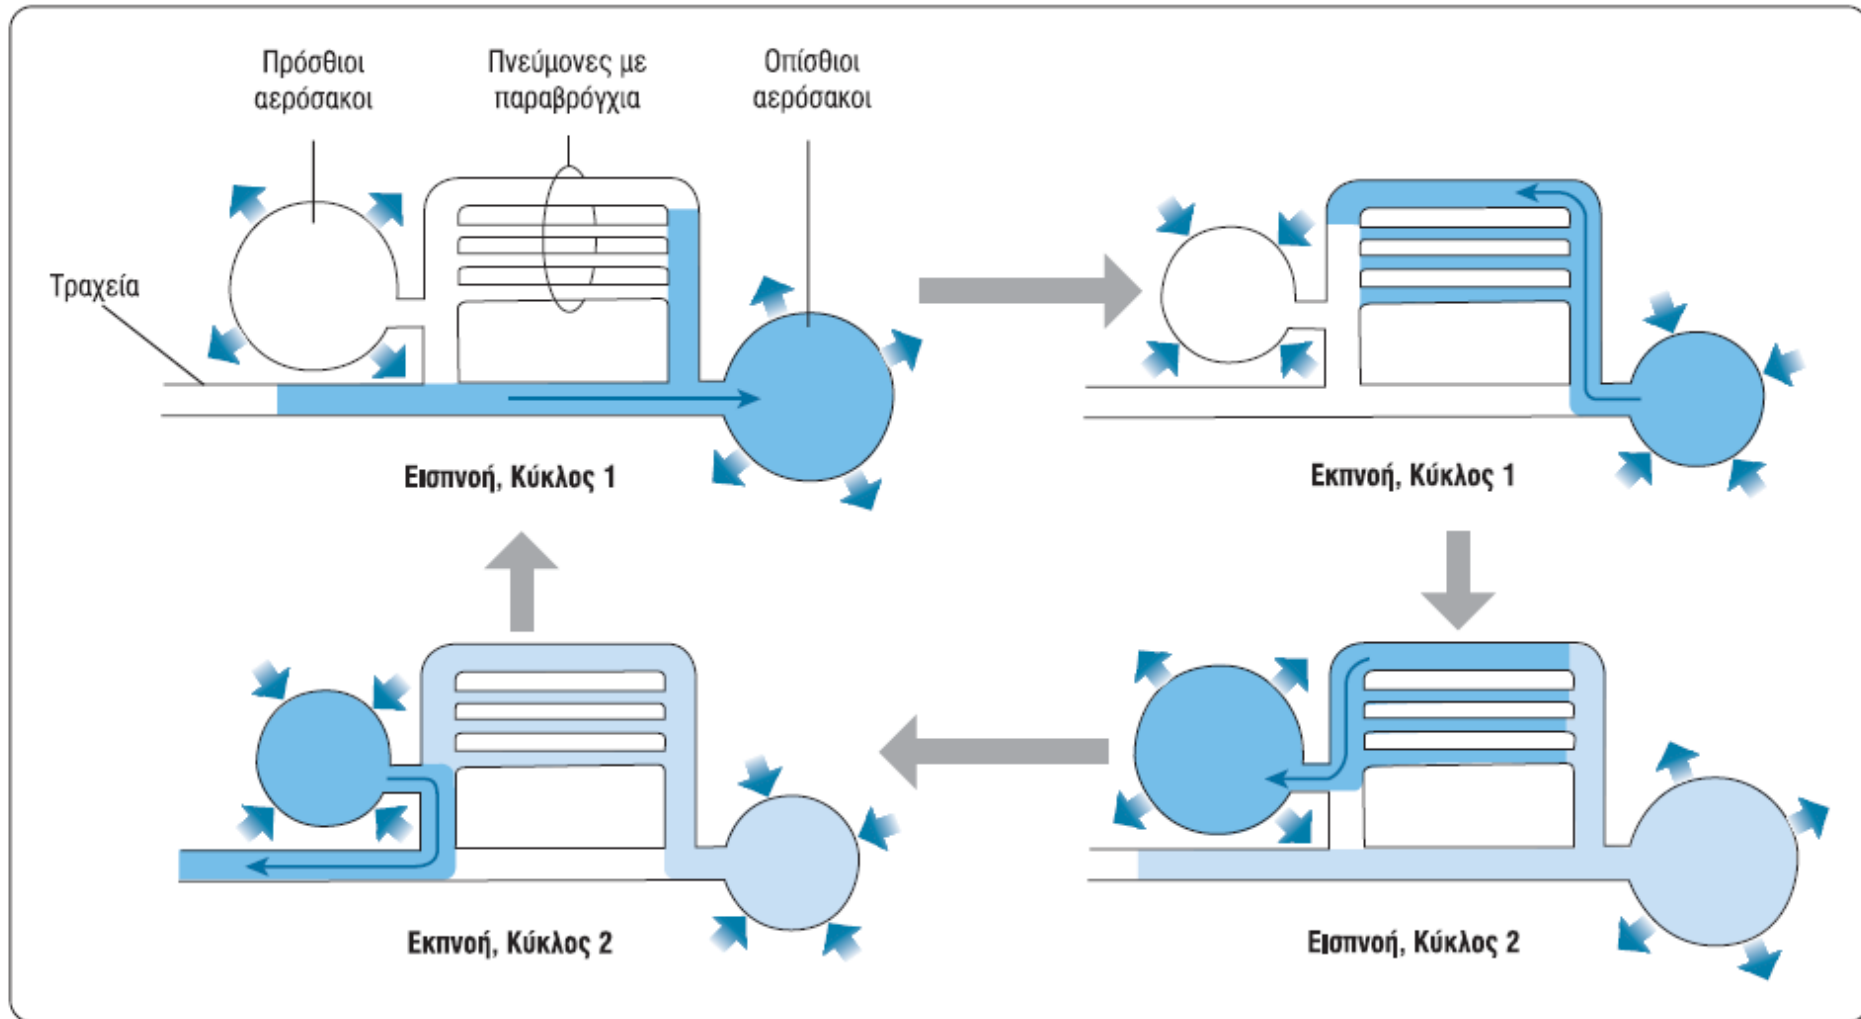 Πρόσθιοι
αερόσακοι
Πνεύμονες με
παραβρόγχια
Οπίσθιοι
αερόσακοι
Τραχεία
Εισπνοή, Κύκλος 1
Εκπνοή, Κύκλος 1
Εκπνοή, Κύκλος 2
Εισπνοή, Κύκλος 2